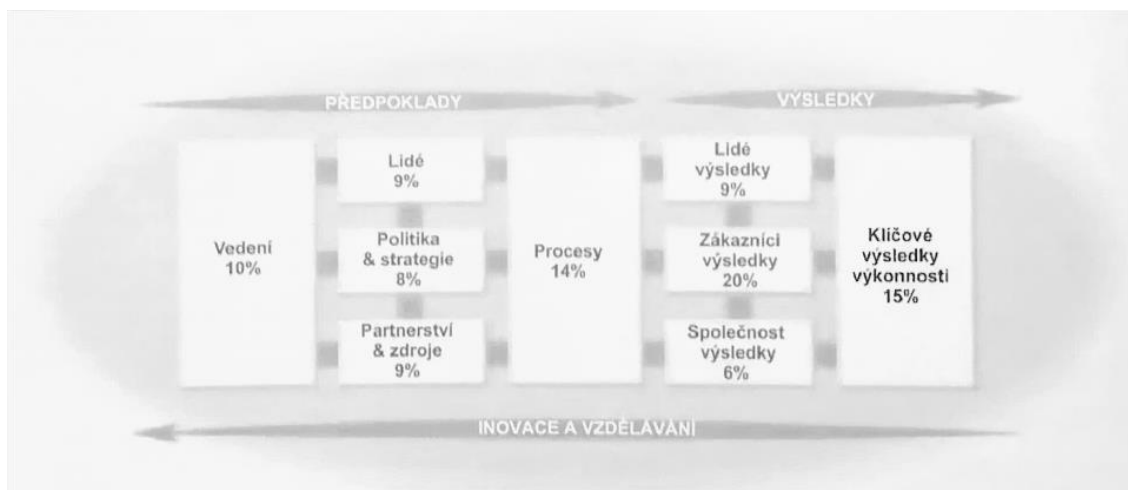 PŘEDPOKLADY
VÝSLEDKY
Vedení
10%
Lidé
9%
Politika
& strategie
8%
Partnerství
& zdroje
9%
Procesy
14%
Lidé
výsledky
9%
Zákazníci
výsledky
20%
Společnost
výsledky
6%
Klíčové
výsledky
výkonnosti
15%
INOVACE A VZDĚLÁVÁNÍ